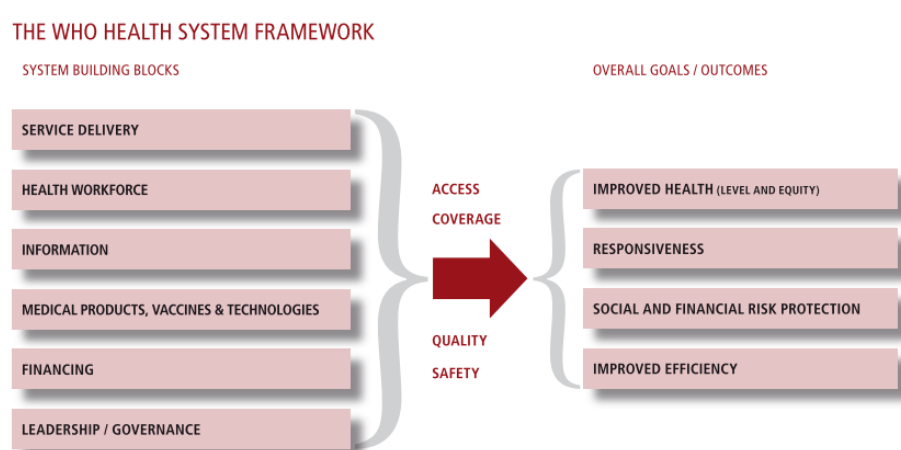 THE WHO HEALTH SYSTEM FRAMEWORK
SYSTEM BUILDING BLOCKS
SERVICE DELIVERY
HEALTH WORKFORCE
INFORMATION
MEDICAL PRODUCTS, VACCINES & TECHNOLOGIES
FINANCING
LEADERSHIP / GOVERNANCE
ACCESS
COVERAGE
QUALITY
SAFETY
OVERALL GOALS / OUTCOMES
IMPROVED HEALTH (LEVEL AND EQUITY)
RESPONSIVENESS
SOCIAL AND FINANCIAL RISK PROTECTION
IMPROVED EFFICIENCY